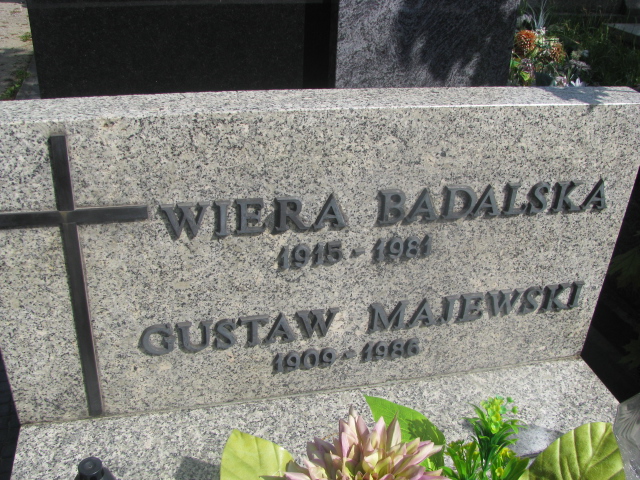 WIERA BADALSKA
1915 - 1981
GUSTAW MAJEWSKI
1909 - 1986